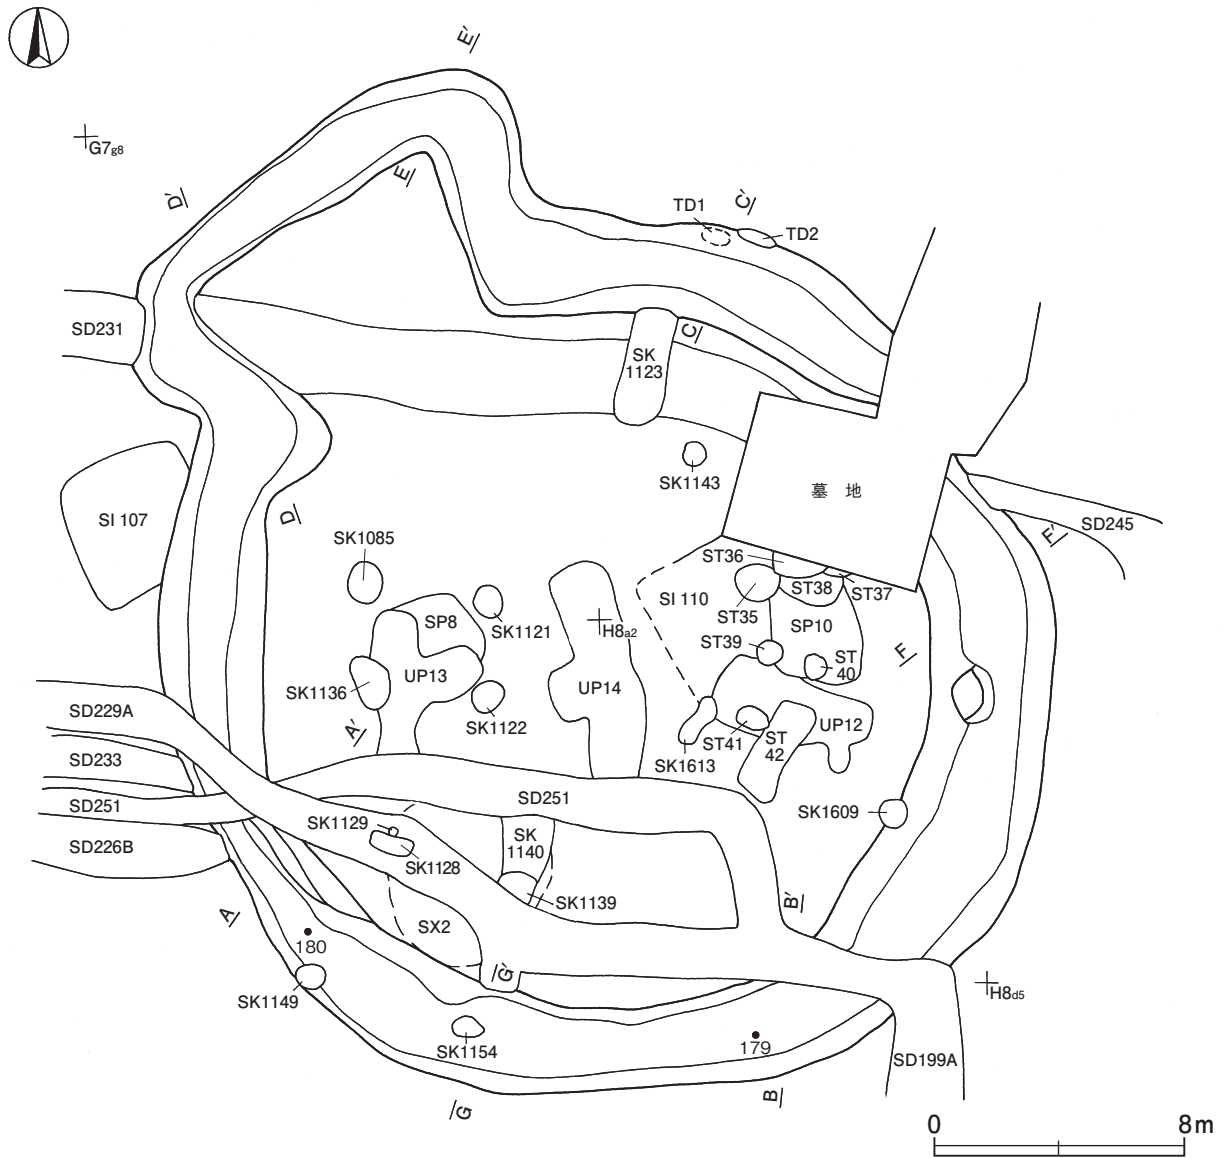 E'
G7g8
E
D'
C'
TD1
TD2
SD231
C
SK
1123
SK1143
墓地
SI 107
D
SD245
F'
SK1085
ST36
SI 110
ST38
ST37
ST35
SP8
SK1121
H8a2
SP10
ST39
F
ST
40
UP13
SK1136
UP14
SK1122
A'
UP12
ST41
ST
42
SK1613
SD229A
SD233
SD251
SD251
SK1609
SK1129
SK
1140
SD226B
SK1128
SK1139
B'
A
SX2
180
G'
SK1149
H8d5
SK1154
179
SD199A
G
B
0
8m